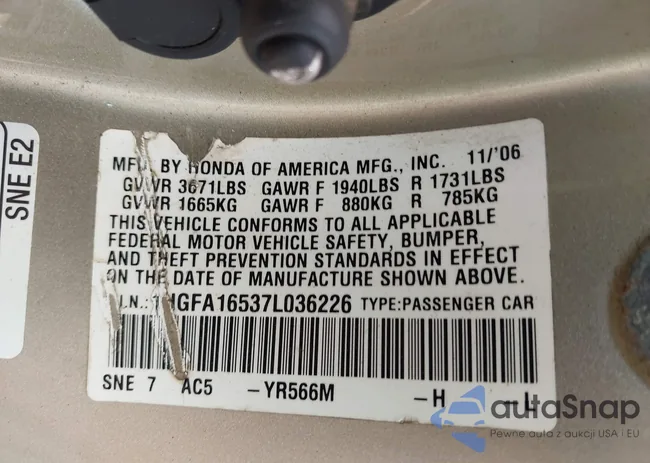 SNE E2
MFD. BY HONDA OF AMERICA MFG., INC. 11/'06
GVWR 3671LBS GAWR F 1940LBS R 1731LBS
GVWR 1665KG GAWR F 880KG R 785KG
THIS VEHICLE CONFORMS TO ALL APPLICABLE
FEDERAL MOTOR VEHICLE SAFETY, BUMPER,
AND THEFT PREVENTION STANDARDS IN EFFECT
ON THE DATE OF MANUFACTURE SHOWN ABOVE.
HGFA16537L036226 TYPE:PASSENGER CAR
SNE 7 AC5 -YR566M -H -L
autoSnap
Pewne auta z aukcji USA i EU